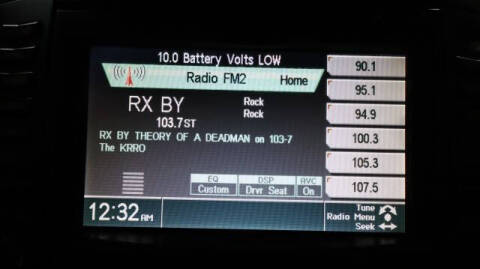 10.0 Battery Volts LOW
Radio FM2 Home
RX BY
Rock
Rock
103.7ST
RX BY THEORY OF A DEADMAN on 103-7
The KRRO
EQ DSP AVC
Custom Drvr Seat On
12:32 AM
90.1
95.1
94.9
100.3
105.3
107.5
Tune
Radio Menu
Seek